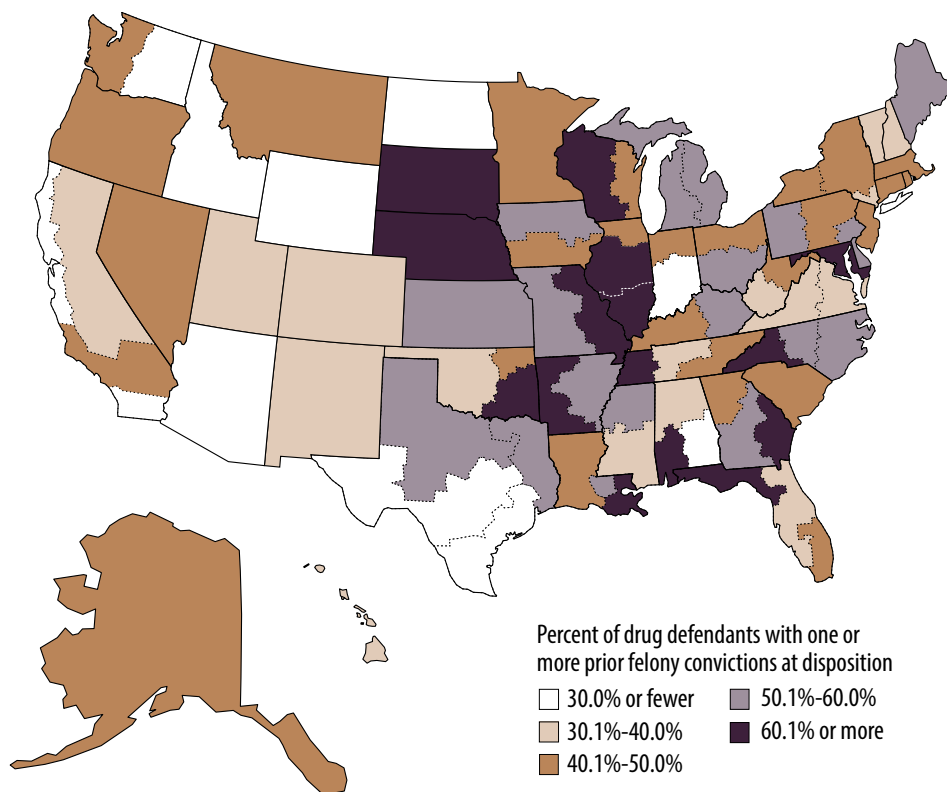 Percent of drug defendants with one or
more prior felony convictions at disposition
30.0% or fewer
30.1%-40.0%
40.1%-50.0%
50.1%-60.0%
60.1% or more